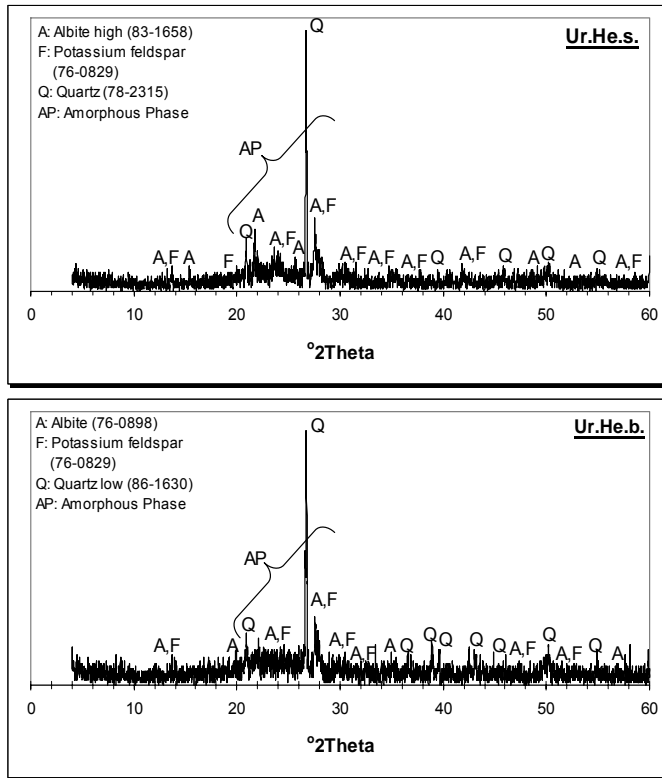 A: Albite high (83-1658)
F: Potassium feldspar
(76-0829)
Q: Quartz (78-2315)
AP: Amorphous Phase
Ur.He.s.
Q
AP
A,F A F Q A A,F A A,F A,F A,F A,F Q A,F Q A Q A Q A,F
0 10 20 30 40 50 60
°2Theta
A: Albite (76-0898)
F: Potassium feldspar
(76-0829)
Q: Quartz low (86-1630)
AP: Amorphous Phase
Ur.He.b.
Q
AP
A,F A Q A,F A,F A,F A,F A Q Q Q Q Q A,F Q A,F Q A
0 10 20 30 40 50 60
°2Theta